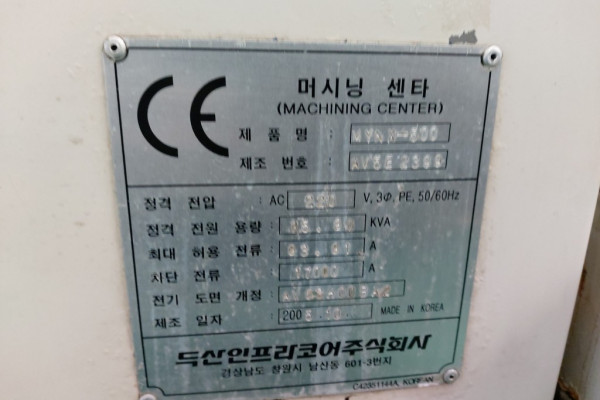 CE
머시닝 센타
(MACHINING CENTER)
제 품 명 :
제조 번호 :
정격 전압 : AC V, 3Φ, PE, 50/60Hz
정격 전원 용량 : KVA
최대 허용 전류 : A
차단 전류 : A
전기 도면 개정 :
제조 일자 : 200 MADE IN KOREA
두산인프라코어주식회사
경상남도 창원시 남산동 601-3번지
C42351144A, KOREAN